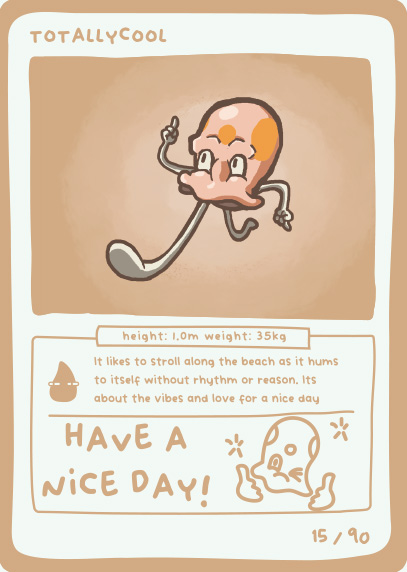 TOTALLYCOOL
height: 1,0m weight: 35kg
It likes to stroll along the beach as it hums
to itself without rhythm or reason. Its
about the vibes and love for a nice day
HAVE A
NICE DAY!
15 / 90